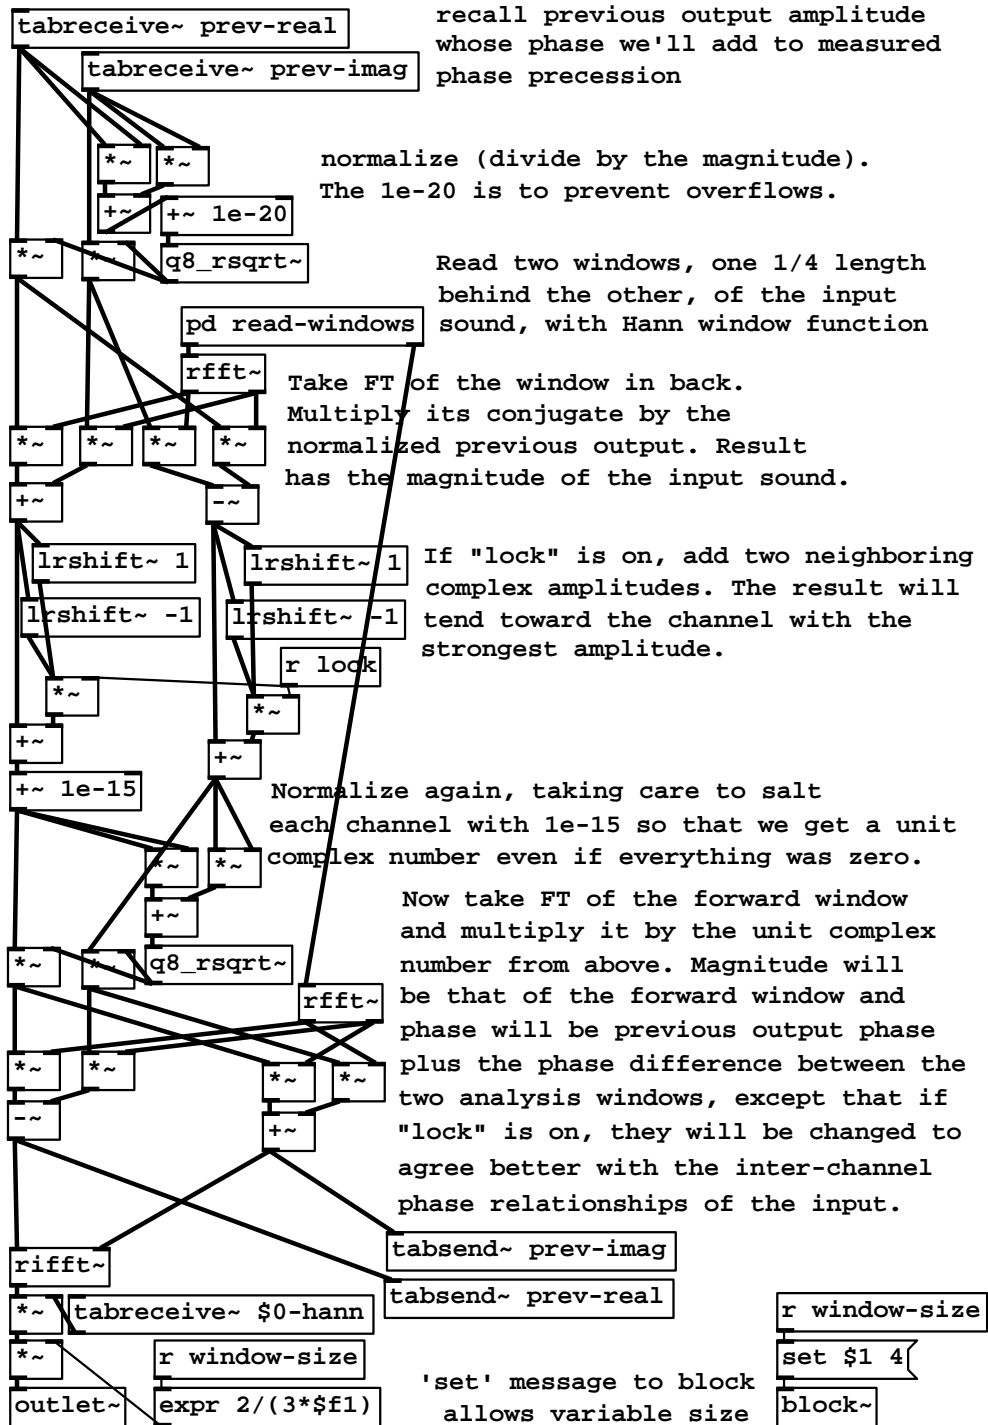 tabreceive~ prev-real
recall previous output amplitude
whose phase we'll add to measured
phase precession
tabreceive~ prev-imag
*~
*~
normalize (divide by the magnitude).
The 1e-20 is to prevent overflows.
+~
+~ 1e-20
*~
*~
q8_rsqrt~
Read two windows, one 1/4 length
behind the other, of the input
sound, with Hann window function
pd read-windows
rfft~
Take FT of the window in back.
Multiply its conjugate by the
normalized previous output. Result
has the magnitude of the input sound.
*~
*~
*~
*~
+~
-~
lrshift~ 1
lrshift~ 1
If "lock" is on, add two neighboring
complex amplitudes. The result will
tend toward the channel with the
strongest amplitude.
lrshift~ -1
lrshift~ -1
r lock
*~
*~
+~
+~
+~ 1e-15
Normalize again, taking care to salt
each channel with 1e-15 so that we get a unit
complex number even if everything was zero.
*~
*~
+~
*~
*~
q8_rsqrt~
Now take FT of the forward window
and multiply it by the unit complex
number from above. Magnitude will
be that of the forward window and
phase will be previous output phase
plus the phase difference between the
two analysis windows, except that if
"lock" is on, they will be changed to
agree better with the inter-channel
phase relationships of the input.
rfft~
*~
*~
*~
*~
-~
+~
tabsend~ prev-imag
rifft~
tabsend~ prev-real
*~
tabreceive~ $0-hann
r window-size
*~
r window-size
set $1 4
'set' message to block
allows variable size
outlet~
expr 2/(3*$f1)
block~